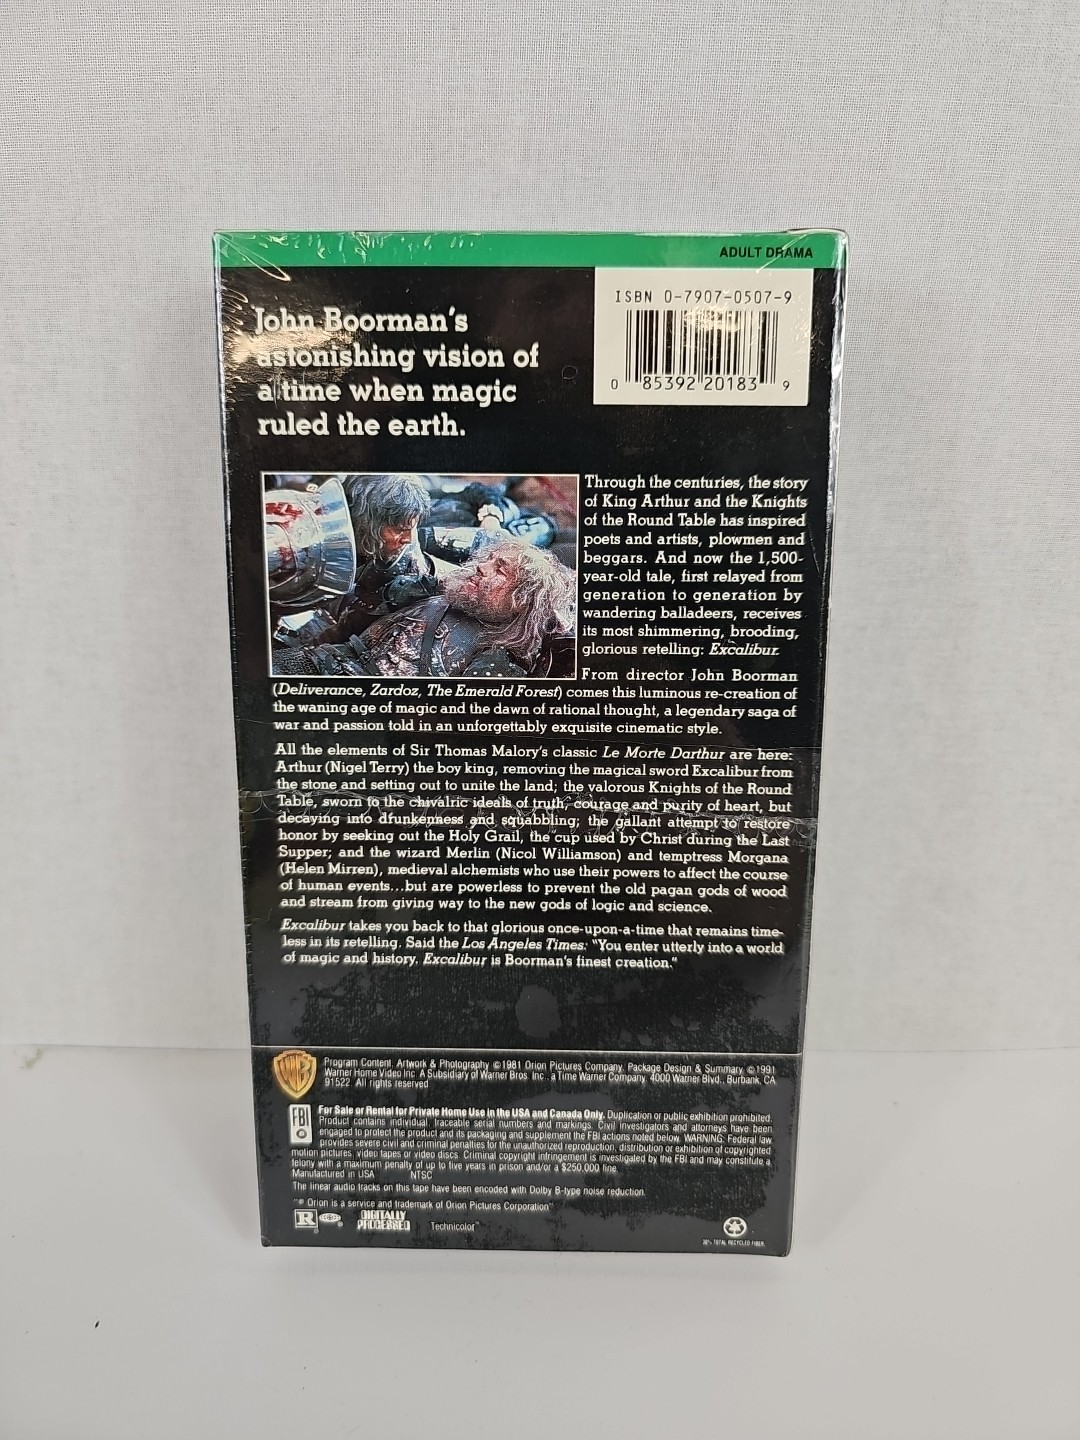 ADULT DRAMA
ISBN 0-7907-0507-9
0 85392 20183 9
John Boorman's
astonishing vision of
a time when magic
ruled the earth.
Through the centuries, the story
of King Arthur and the Knights
of the Round Table has inspired
poets and artists, plowmen and
beggars. And now the 1,500-
year-old tale, first relayed from
generation to generation by
wandering balladeers, receives
its most shimmering, brooding,
glorious retelling: Excalibur.
From director John Boorman
(Deliverance, Zardoz, The Emerald Forest) comes this luminous re-creation of
the waning age of magic and the dawn of rational thought, a legendary saga of
war and passion told in an unforgettably exquisite cinematic style.
All the elements of Sir Thomas Malory's classic Le Morte Darthur are here:
Arthur (Nigel Terry) the boy king, removing the magical sword Excalibur from
the stone and setting out to unite the land; the valorous Knights of the Round
Table, sworn to the chivalric ideals of truth, courage and purity of heart, but
decaying into drunkenness and squabbling; the gallant attempt to restore
honor by seeking out the Holy Grail, the cup used by Christ during the Last
Supper; and the wizard Merlin (Nicol Williamson) and temptress Morgana
(Helen Mirren), medieval alchemists who use their powers to affect the course
of human events...but are powerless to prevent the old pagan gods of wood
and stream from giving way to the new gods of logic and science.
Excalibur takes you back to that glorious once-upon-a-time that remains time-
less in its retelling. Said the Los Angeles Times: "You enter utterly into a world
of magic and history. Excalibur is Boorman's finest creation."
WB
Program Content, Artwork & Photography ©1981 Orion Pictures Company. Package Design & Summary ©1991
Warner Home Video Inc. A Subsidiary of Warner Bros. Inc., a Time Warner Company. 4000 Warner Blvd., Burbank, CA
91522. All rights reserved.
FBI
For Sale or Rental for Private Home Use in the USA and Canada Only. Duplication or public exhibition prohibited.
Product contains individual, traceable serial numbers and markings. Civil investigators and attorneys have been
engaged to protect the product and its packaging and supplement the FBI actions noted below. WARNING: Federal law
provides severe civil and criminal penalties for the unauthorized reproduction, distribution or exhibition of copyrighted
motion pictures, video tapes or video discs. Criminal copyright infringement is investigated by the FBI and may constitute a
felony with a maximum penalty of up to five years in prison and/or a $250,000 fine.
Manufactured in USA NTSC
The linear audio tracks on this tape have been encoded with Dolby B-type noise reduction.
"® Orion is a service and trademark of Orion Pictures Corporation"
R DIGITALLY PROCESSED Technicolor®
TOTAL RECYCLED FIBER